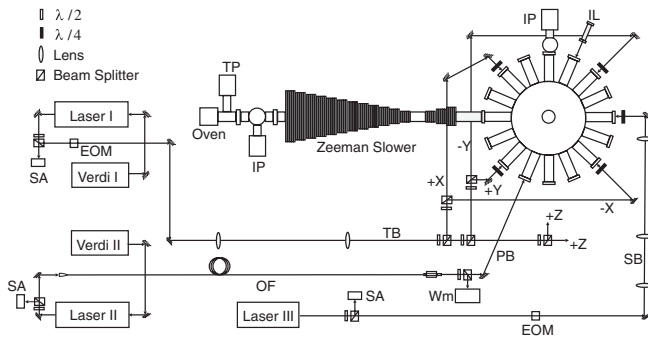 λ/2
λ/4
Lens
Beam Splitter
IP
IL
TP
Oven
IP
Zeeman Slower
Laser I
EOM
SA
Verdi I
-Y
+X
+Y
-X
+Z
+Z
TB
PB
SB
Verdi II
OF
SA
Laser II
Wm
SA
Laser III
EOM